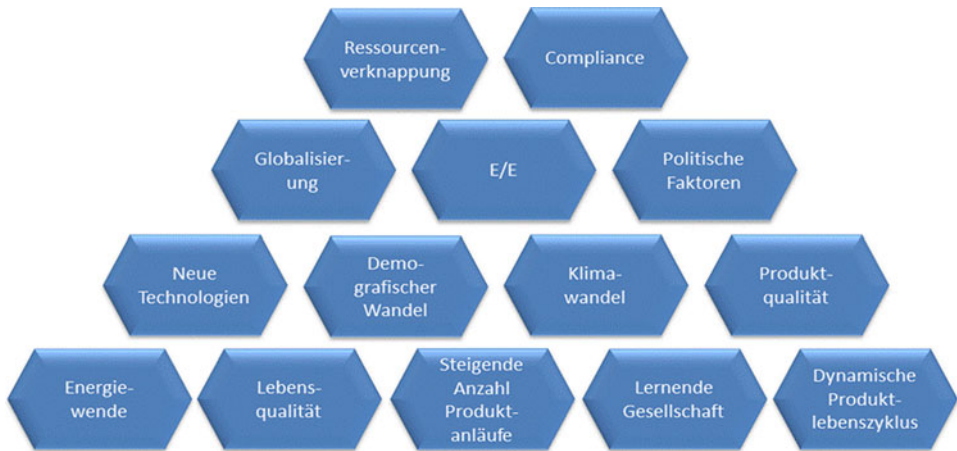 Ressourcen-
verknappung
Compliance
Globalisier-
ung
E/E
Politische
Faktoren
Neue
Technologien
Demo-
grafischer
Wandel
Klima-
wandel
Produkt-
qualität
Energie-
wende
Lebens-
qualität
Steigende
Anzahl
Produkt-
anläufe
Lernende
Gesellschaft
Dynamische
Produkt-
lebenszyklus